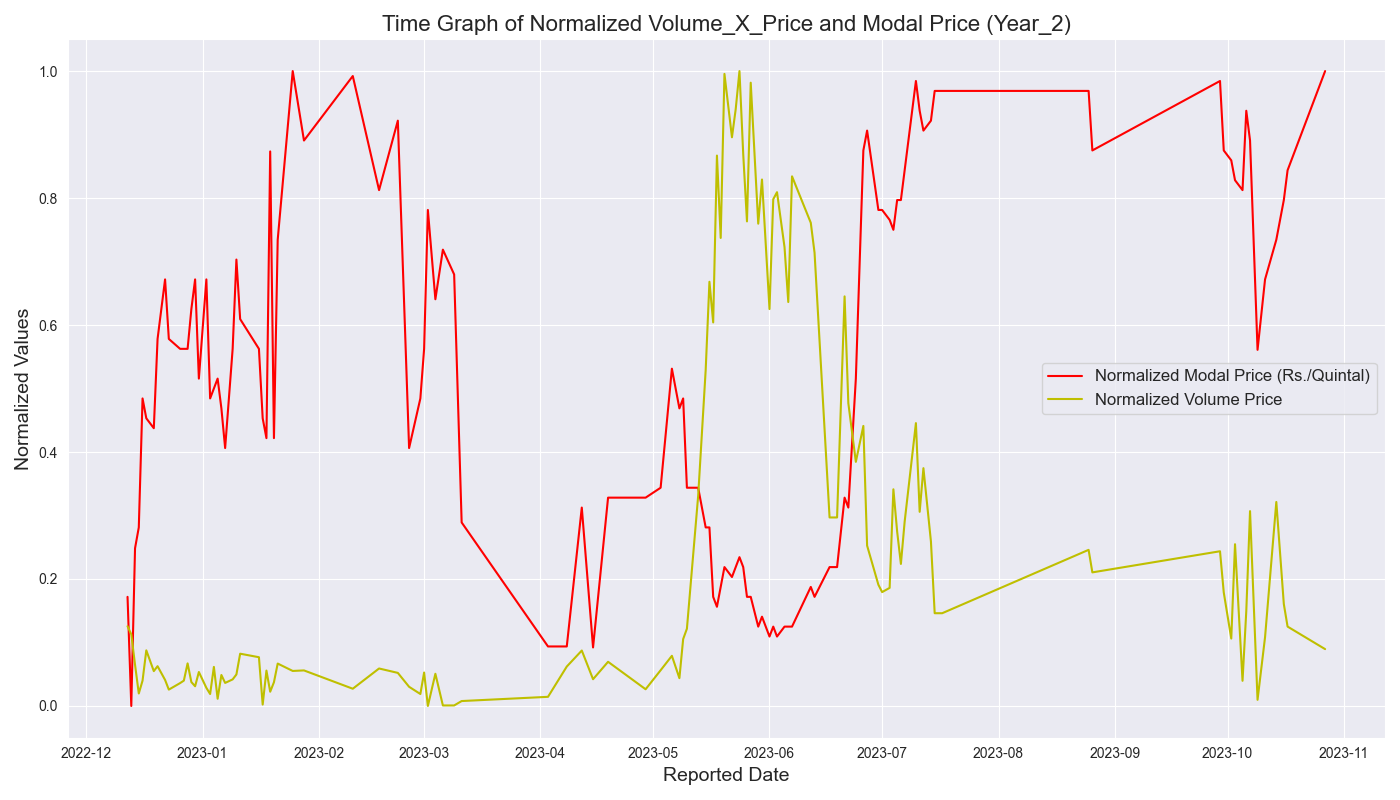 Time Graph of Normalized Volume_X_Price and Modal Price (Year_2)
1.0
0.8
0.6
0.4
0.2
0.0
Normalized Values
Normalized Modal Price (Rs./Quintal)
Normalized Volume Price
2022-12 2023-01 2023-02 2023-03 2023-04 2023-05 2023-06 2023-07 2023-08 2023-09 2023-10 2023-11
Reported Date